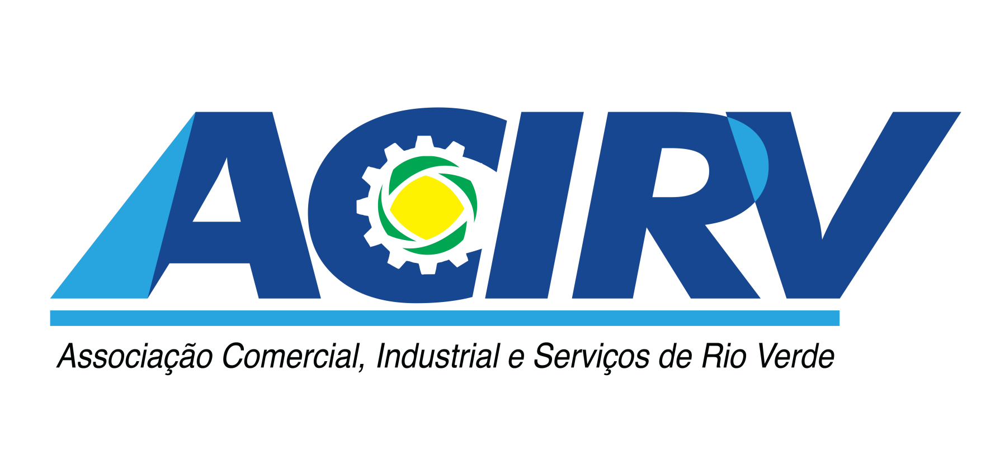 ACIRV
Associação Comercial, Industrial e Serviços de Rio Verde